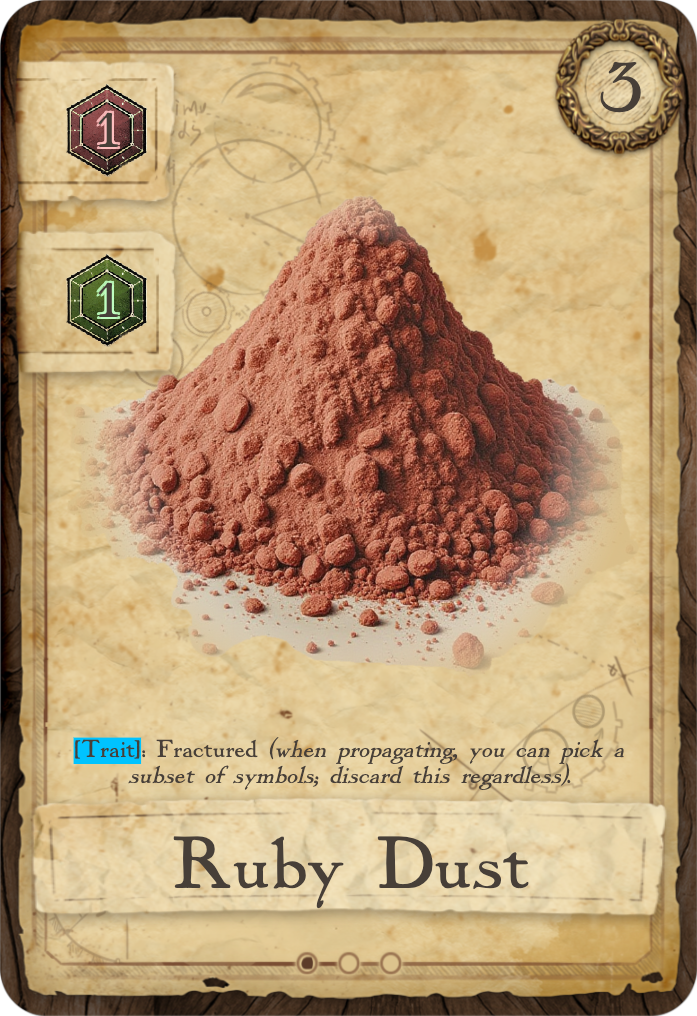 3
1
1
[Trait]: Fractured (when propagating, you can pick a
subset of symbols; discard this regardless).
Ruby Dust